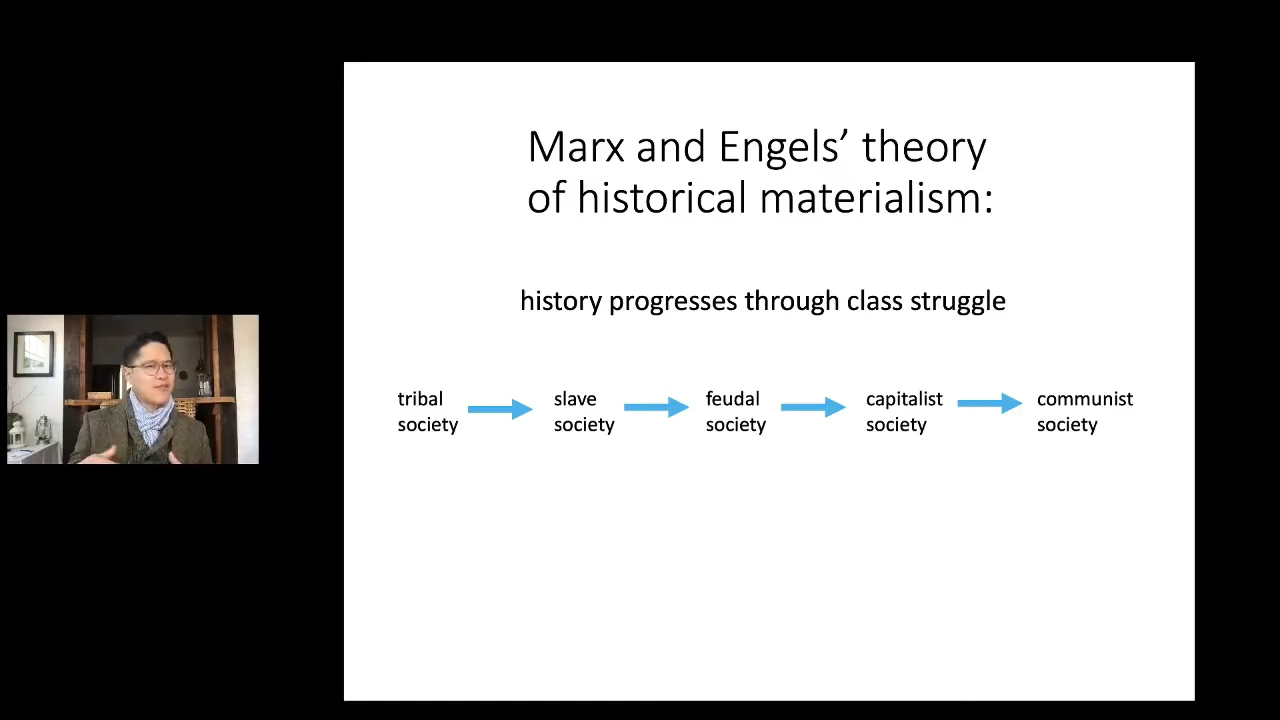 Marx and Engels’ theory
of historical materialism:
history progresses through class struggle
tribal
society
slave
society
feudal
society
capitalist
society
communist
society